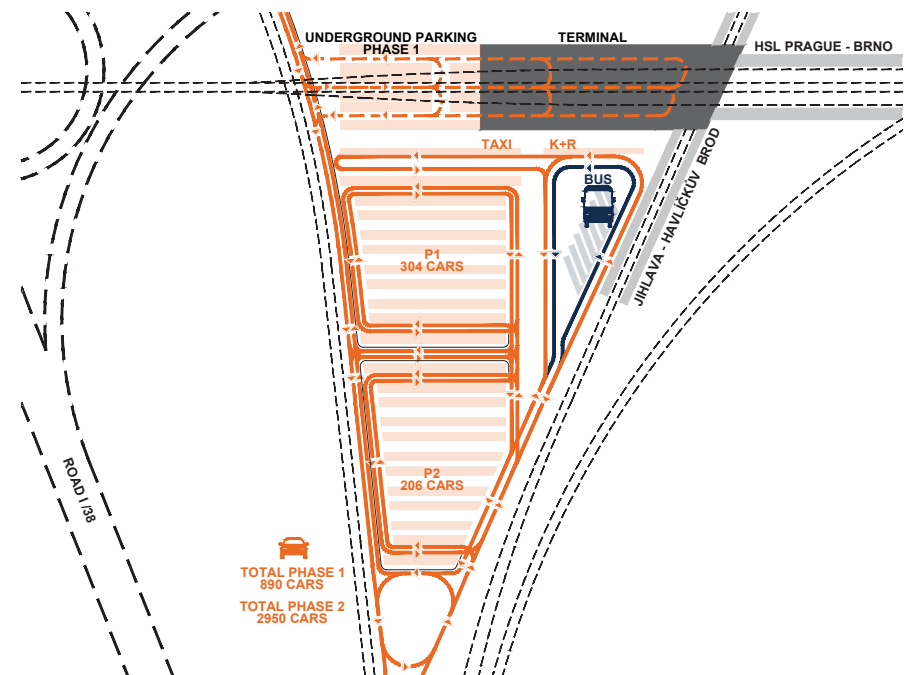 UNDERGROUND PARKING
PHASE 1
TERMINAL
HSL PRAGUE - BRNO
TAXI
K+R
BUS
JIHLAVA - HAVLÍČKŮV BROD
P1
304 CARS
P2
206 CARS
ROAD I /38
TOTAL PHASE 1
890 CARS
TOTAL PHASE 2
2950 CARS